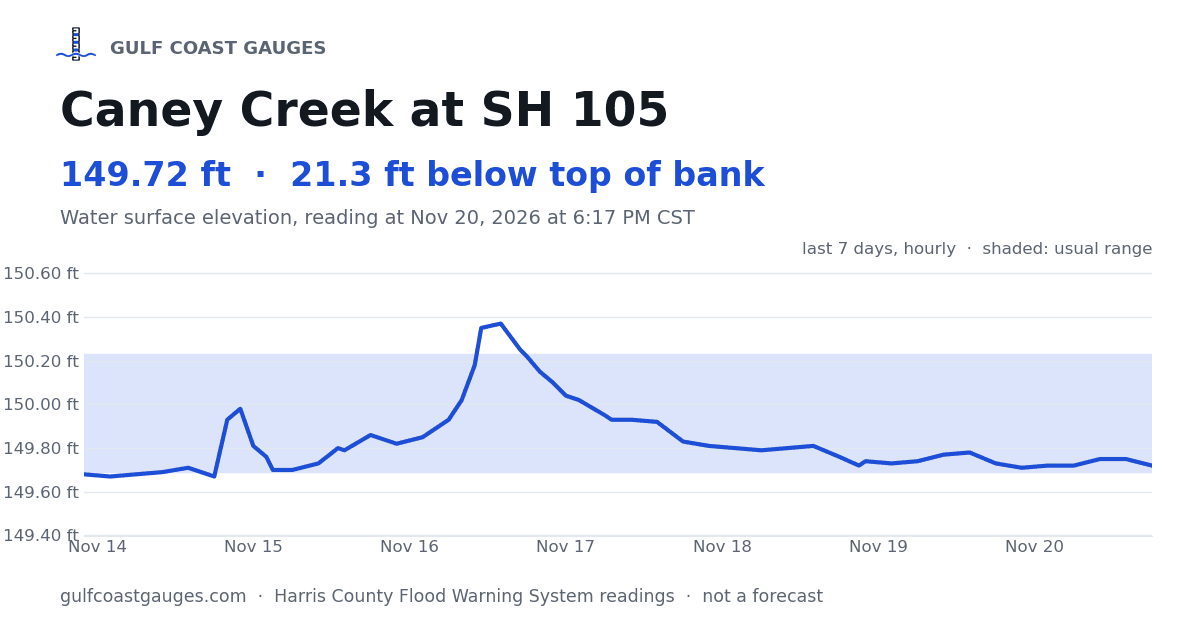 GULF COAST GAUGES
Caney Creek at SH 105
149.72 ft · 21.3 ft below top of bank
Water surface elevation, reading at Nov 20, 2026 at 6:17 PM CST
last 7 days, hourly · shaded: usual range
150.60 ft
150.40 ft
150.20 ft
150.00 ft
149.80 ft
149.60 ft
149.40 ft
Nov 14 Nov 15 Nov 16 Nov 17 Nov 18 Nov 19 Nov 20
gulfcoastgauges.com · Harris County Flood Warning System readings · not a forecast